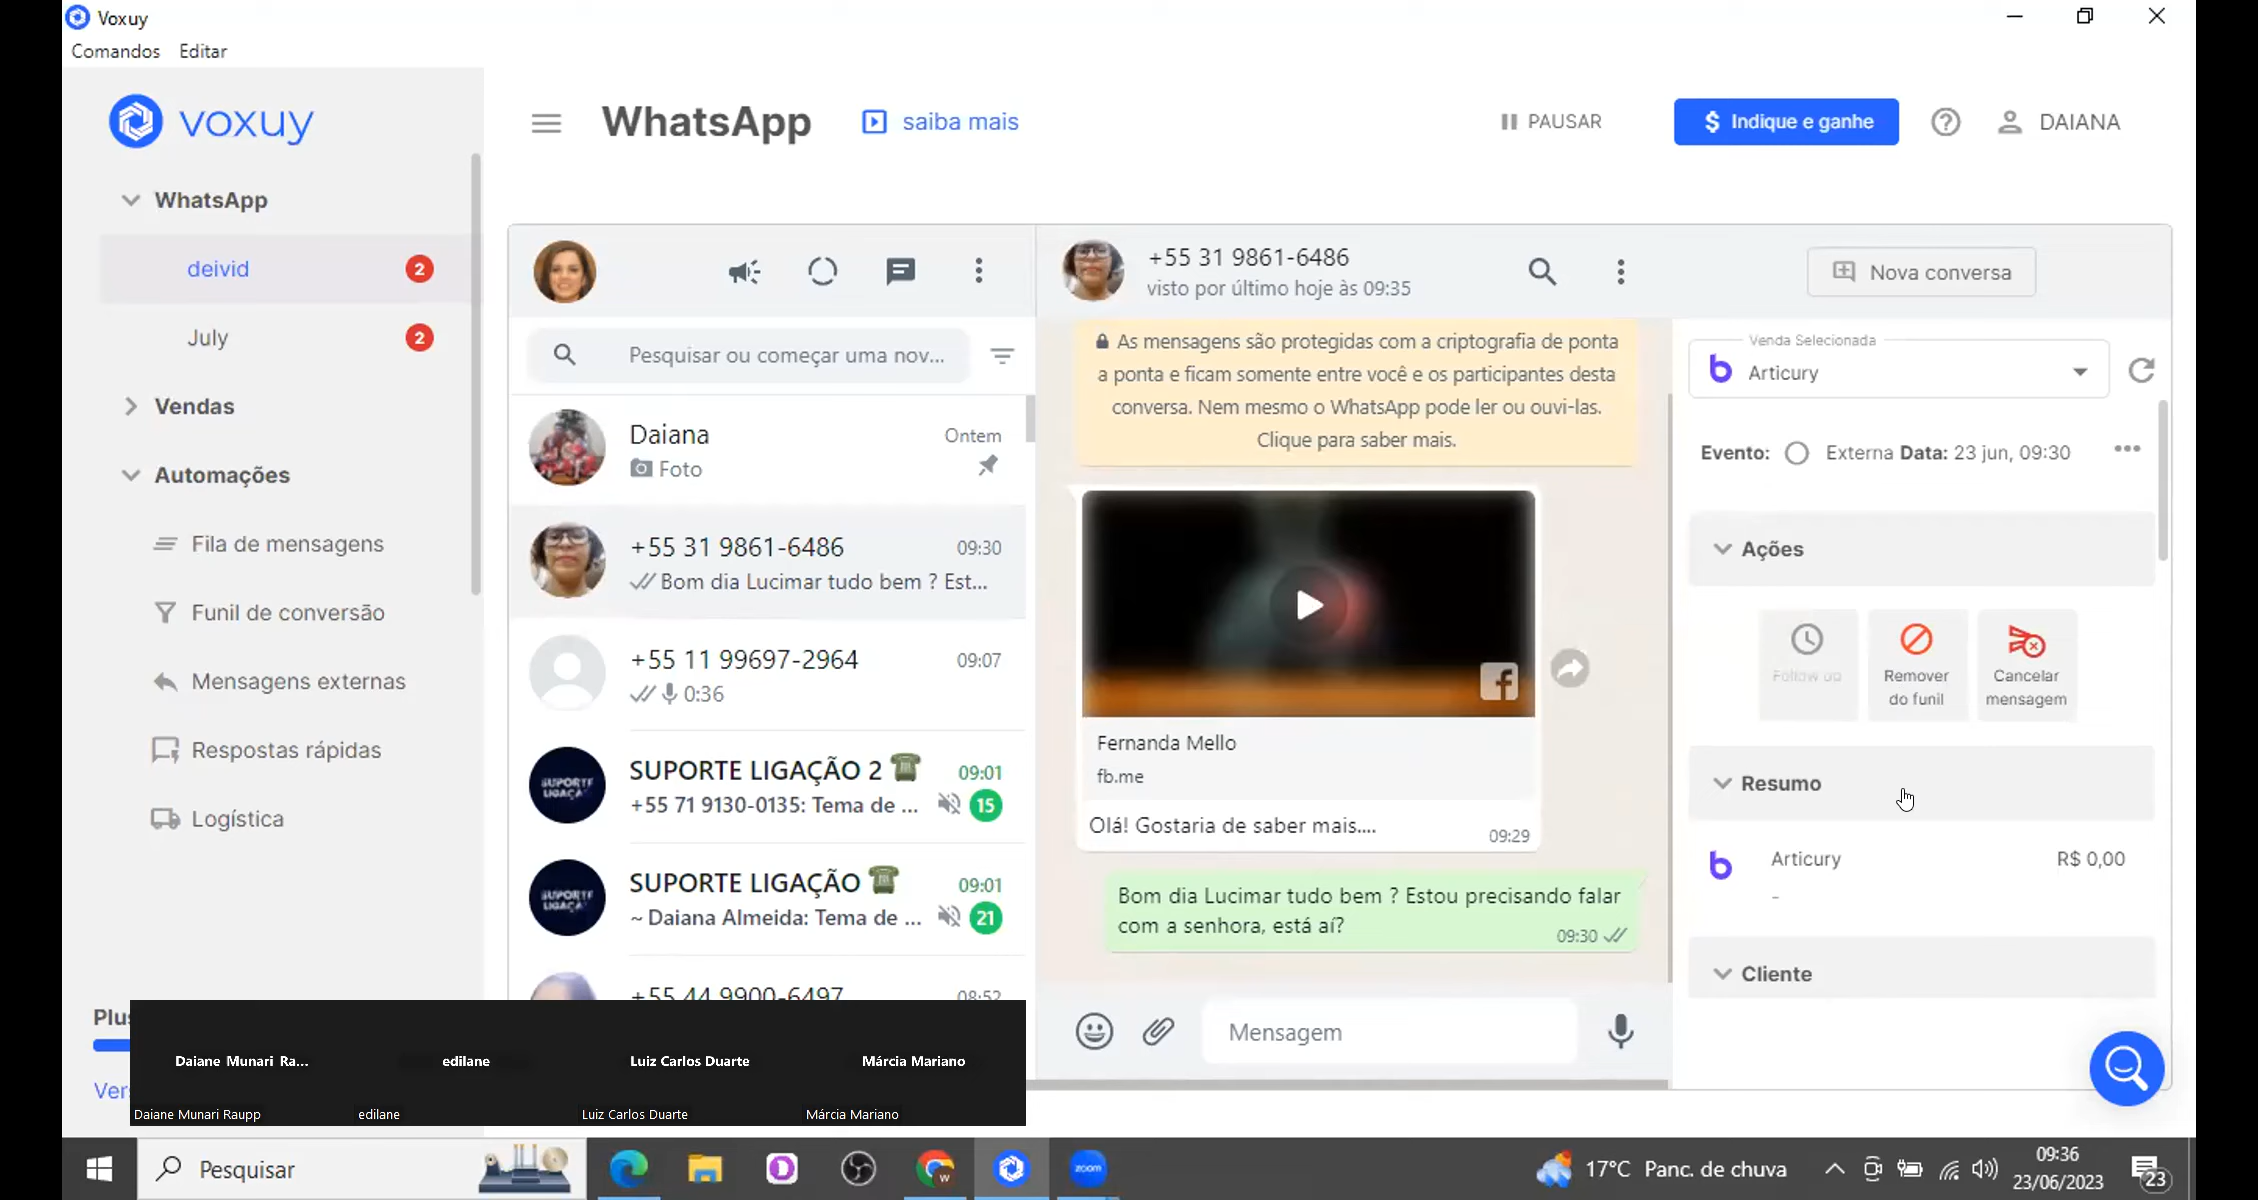 Voxuy
Comandos Editar
voxuy
WhatsApp
deivid 2
July 2
Vendas
Automações
Fila de mensagens
Funil de conversão
Mensagens externas
Respostas rápidas
Logística
WhatsApp
saiba mais
PAUSAR
$ Indique e ganhe
DAIANA
Pesquisar ou começar uma nov...
Daiana Ontem
Foto
+55 31 9861-6486 09:30
Bom dia Lucimar tudo bem ? Est...
+55 11 99697-2964 09:07
0:36
SUPORTE LIGAÇÃO 2 09:01
+55 71 9130-0135: Tema de ... 15
SUPORTE LIGAÇÃO 09:01
~ Daiana Almeida: Tema de ... 21
+55 44 9900-6497 08:52
+55 31 9861-6486
visto por último hoje às 09:35
As mensagens são protegidas com a criptografia de ponta
a ponta e ficam somente entre você e os participantes desta
conversa. Nem mesmo o WhatsApp pode ler ou ouvi-las.
Clique para saber mais.
Fernanda Mello
fb.me
Olá! Gostaria de saber mais....
09:29
Bom dia Lucimar tudo bem ? Estou precisando falar
com a senhora, está aí?
09:30
Mensagem
Nova conversa
Venda Selecionada
Articury
Evento: Externa Data: 23 jun, 09:30
Ações
Follow up
Remover
do funil
Cancelar
mensagem
Resumo
Articury R$ 0,00
-
Cliente
Plus
Daiane Munari Ra... edilane Luiz Carlos Duarte Márcia Mariano
Daiane Munari Raupp edilane Luiz Carlos Duarte Márcia Mariano
Pesquisar
zoom
17°C Panc. de chuva
09:36
23/06/2023
23